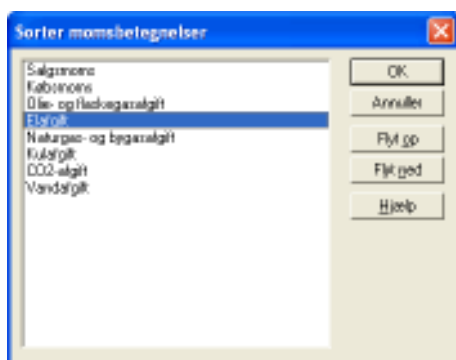 Sorter momsbetegnelser
Salgsmoms
Købsmoms
Olie- og flaskegasafgift
Elafgift
Naturgas- og bygasafgift
Kulafgift
CO2-afgift
Vandafgift
OK
Annuller
Flyt op
Flyt ned
Hjælp